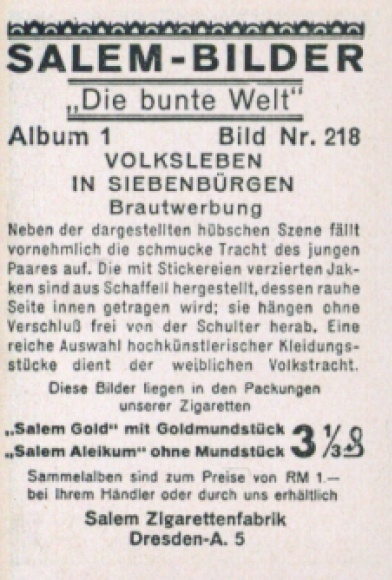 SALEM-BILDER
„Die bunte Welt“
Album 1 Bild Nr. 218
VOLKSLEBEN
IN SIEBENBÜRGEN
Brautwerbung
Neben der dargestellten hübschen Szene fällt
vornehmlich die schmucke Tracht des jungen
Paares auf. Die mit Stickereien verzierten Jak-
ken sind aus Schaffell hergestellt, dessen rauhe
Seite innen getragen wird; sie hängen ohne
Verschluß frei von der Schulter herab. Eine
reiche Auswahl hochkünstlerischer Kleidungs-
stücke dient der weiblichen Volkstracht.
Diese Bilder liegen in den Packungen
unserer Zigaretten
„Salem Gold“ mit Goldmundstück
„Salem Aleikum“ ohne Mundstück 3 1/3 ₰
Sammelalben sind zum Preise von RM 1.—
bei Ihrem Händler oder durch uns erhältlich
Salem Zigarettenfabrik
Dresden-A. 5